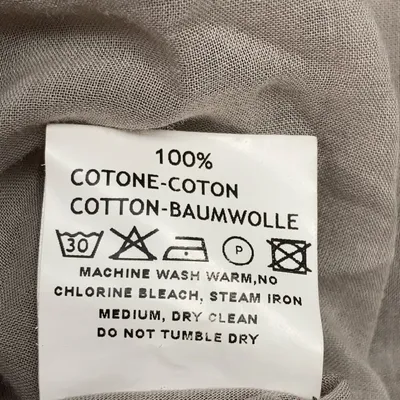 100%
COTONE-COTON
COTTON-BAUMWOLLE
30 P
MACHINE WASH WARM,NO
CHLORINE BLEACH, STEAM IRON
MEDIUM, DRY CLEAN
DO NOT TUMBLE DRY